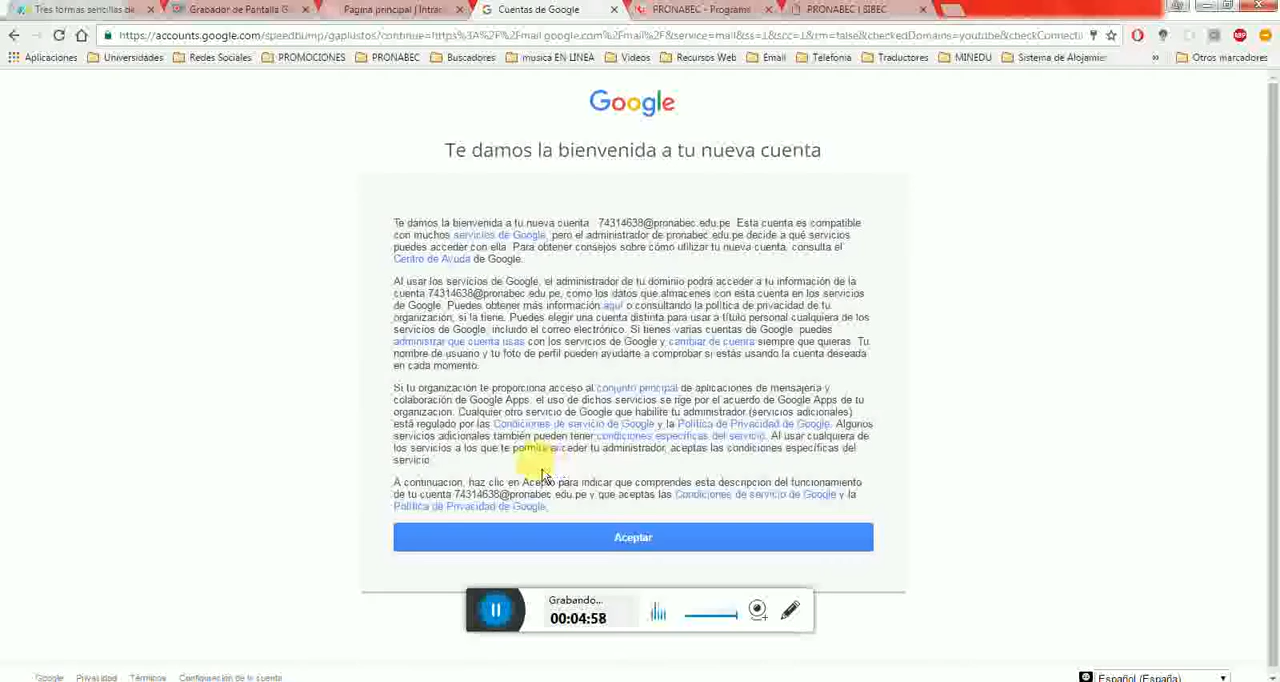 Tres formas sencillas de
Grabador de Pantalla G
Pagina principal | Intran
Cuentas de Google
PRONABEC - Programa
PRONABEC | SIBEC
Aplicaciones Universidades Redes Sociales PROMOCIONES PRONABEC Buscadores musica EN LINEA Videos Recursos Web Email Telefonia Traductores MINEDU Sistema de Alojamier » Otros marcadores
Google
Te damos la bienvenida a tu nueva cuenta
Te damos la bienvenida a tu nueva cuenta 74314638@pronabec.edu.pe Esta cuenta es compatible
con muchos servicios de Google, pero el administrador de pronabec.edu.pe decide a qué servicios
puedes acceder con ella. Para obtener consejos sobre cómo utilizar tu nueva cuenta, consulta el
Centro de Ayuda de Google.
Al usar los servicios de Google, el administrador de tu dominio podrá acceder a tu información de la
cuenta 74314638@pronabec.edu.pe, como los datos que almacenes con esta cuenta en los servicios
de Google. Puedes obtener más información aquí o consultando la política de privacidad de tu
organización, si la tiene. Puedes elegir una cuenta distinta para usar a título personal cualquiera de los
servicios de Google, incluido el correo electrónico. Si tienes varias cuentas de Google, puedes
administrar qué cuenta usas con los servicios de Google y cambiar de cuenta siempre que quieras. Tu
nombre de usuario y tu foto de perfil pueden ayudarte a comprobar si estás usando la cuenta deseada
en cada momento.
Si tu organización te proporciona acceso al conjunto principal de aplicaciones de mensajería y
colaboración de Google Apps, el uso de dichos servicios se rige por el acuerdo de Google Apps de tu
organización. Cualquier otro servicio de Google que habilite tu administrador (servicios adicionales)
está regulado por las Condiciones de servicio de Google y la Política de Privacidad de Google. Algunos
servicios adicionales también pueden tener condiciones específicas del servicio. Al usar cualquiera de
los servicios a los que te permita acceder tu administrador, aceptas las condiciones específicas del
servicio.
A continuación, haz clic en Acepto para indicar que comprendes esta descripción del funcionamiento
de tu cuenta 74314638@pronabec.edu.pe y que aceptas las Condiciones de servicio de Google y la
Política de Privacidad de Google.
Aceptar
Grabando...
00:04:58
Google Privacidad Términos Configuración de la cuenta
Español (España)